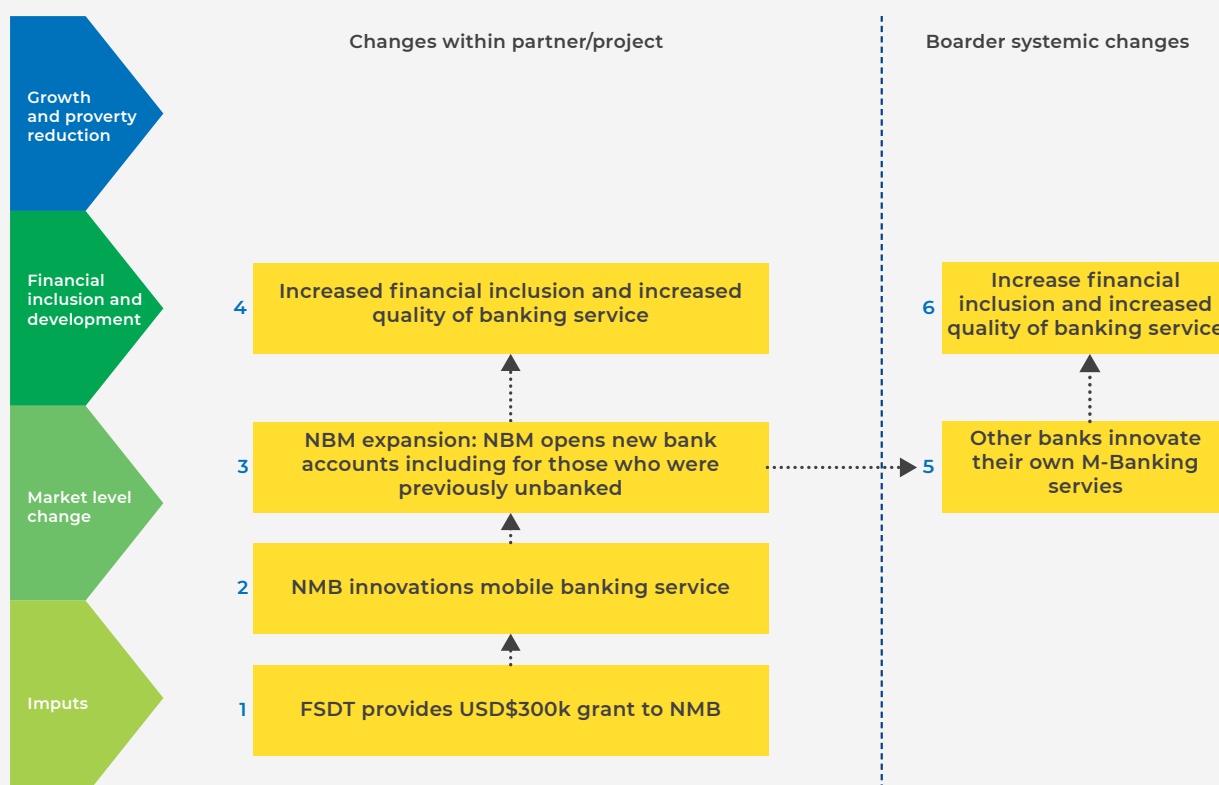 Changes within partner/project
Boarder systemic changes
Growth
and proverty
reduction
Financial
inclusion and
development
4
Increased financial inclusion and increased
quality of banking service
6
Increase financial
inclusion and increased
quality of banking service
Market level
change
3
NBM expansion: NBM opens new bank
accounts including for those who were
previously unbanked
5
Other banks innovate
their own M-Banking
servies
2
NMB innovations mobile banking service
Imputs
1
FSDT provides USD$300k grant to NMB